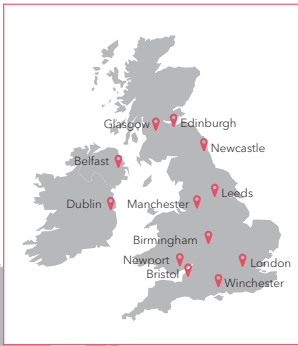 Glasgow
Edinburgh
Newcastle
Belfast
Leeds
Dublin
Manchester
Birmingham
Newport
London
Bristol
Winchester